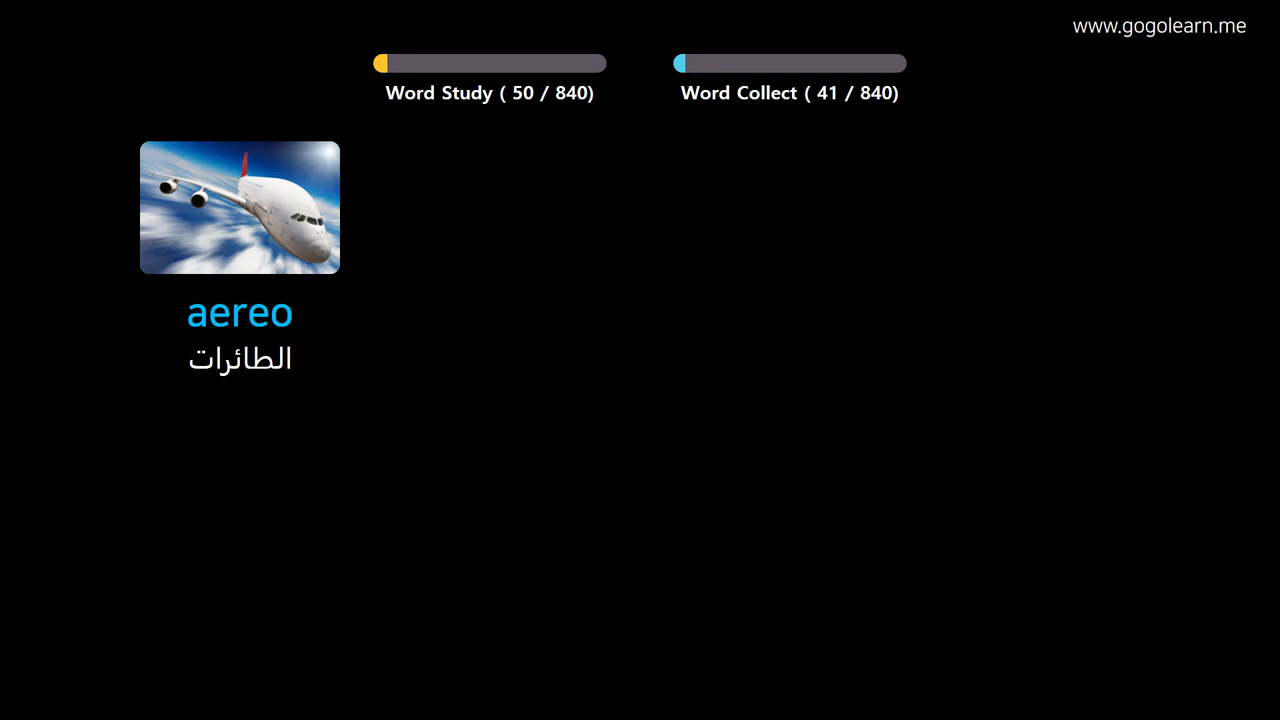 www.gogolearn.me
Word Study ( 50 / 840)
Word Collect ( 41 / 840)
aereo
الطائرات